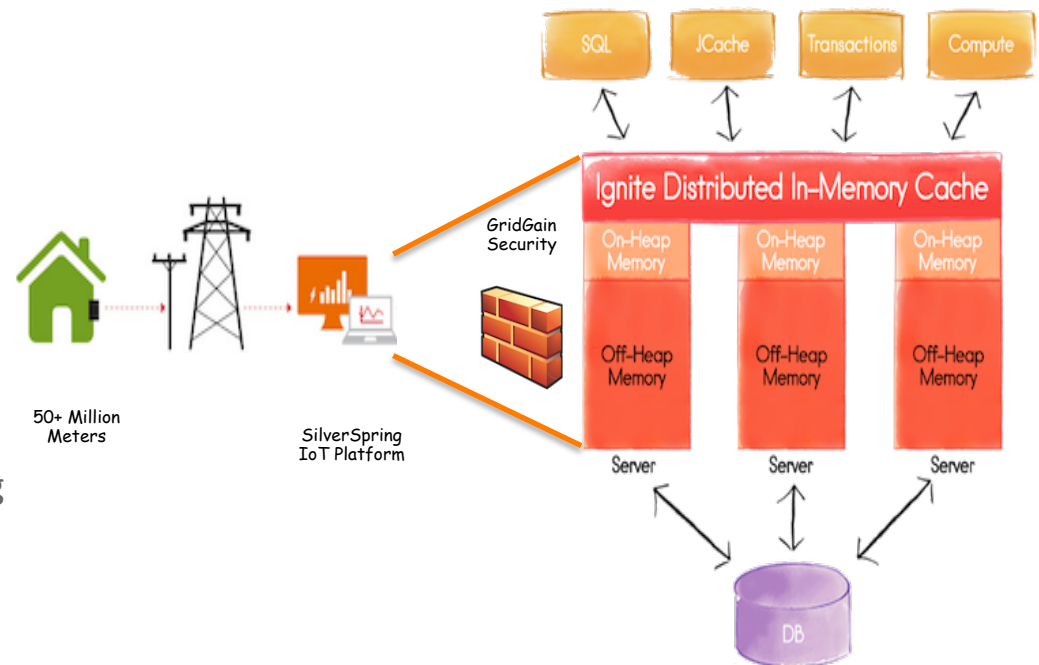 SQL
JCache
Transactions
Compute
Ignite Distributed In-Memory Cache
GridGain
Security
On-Heap
Memory
On-Heap
Memory
On-Heap
Memory
Off-Heap
Memory
Off-Heap
Memory
Off-Heap
Memory
50+ Million
Meters
SilverSpring
IoT Platform
Server
Server
Server
g
DB